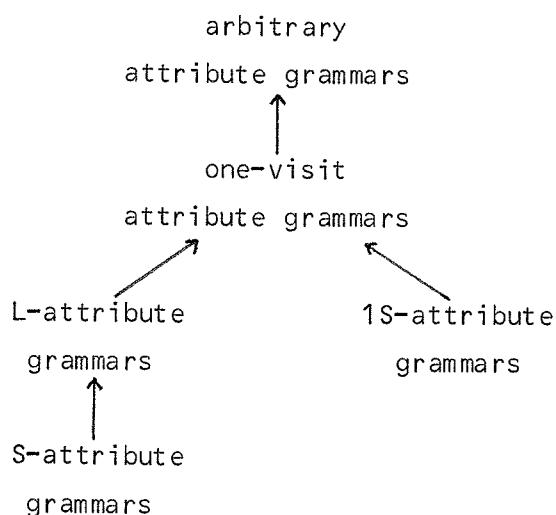 arbitrary
attribute grammars
one-visit
attribute grammars
L-attribute
grammars
1S-attribute
grammars
S-attribute
grammars